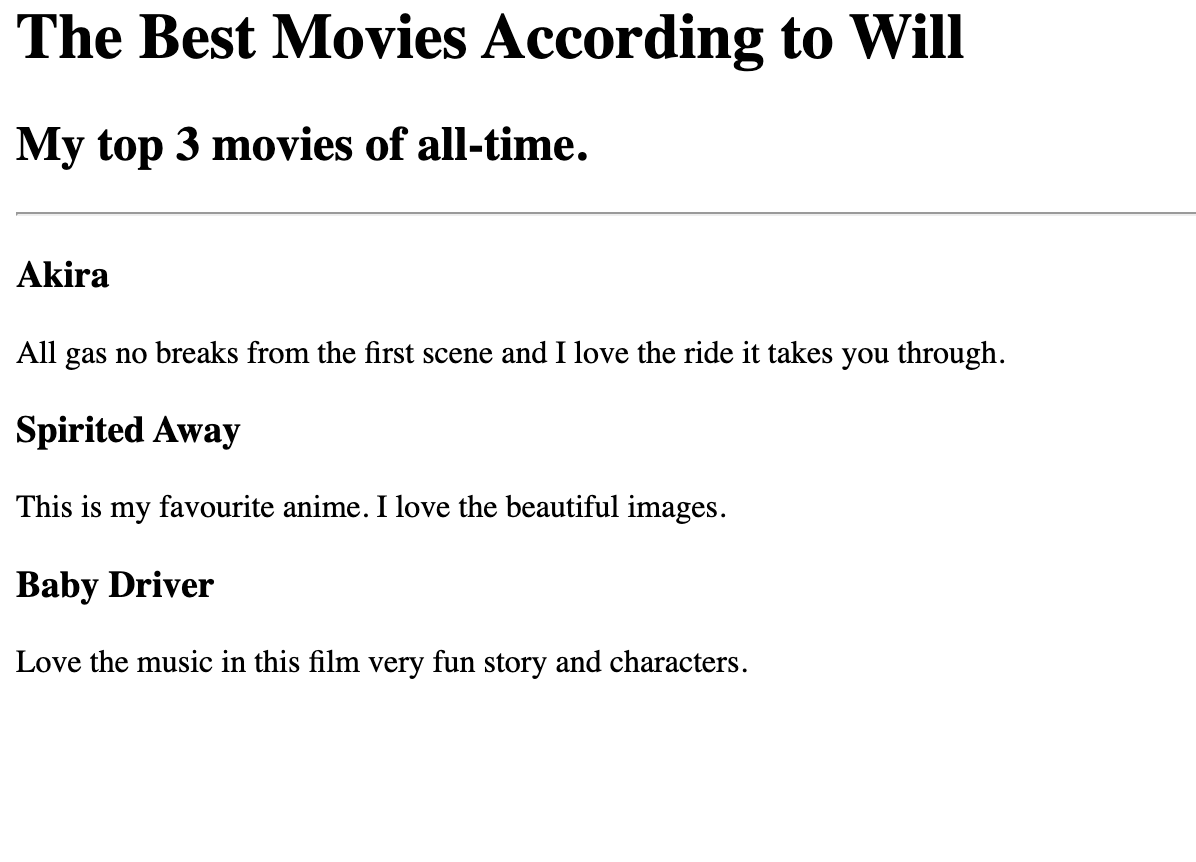 The Best Movies According to Will
My top 3 movies of all-time.
Akira
All gas no breaks from the first scene and I love the ride it takes you through.
Spirited Away
This is my favourite anime. I love the beautiful images.
Baby Driver
Love the music in this film very fun story and characters.